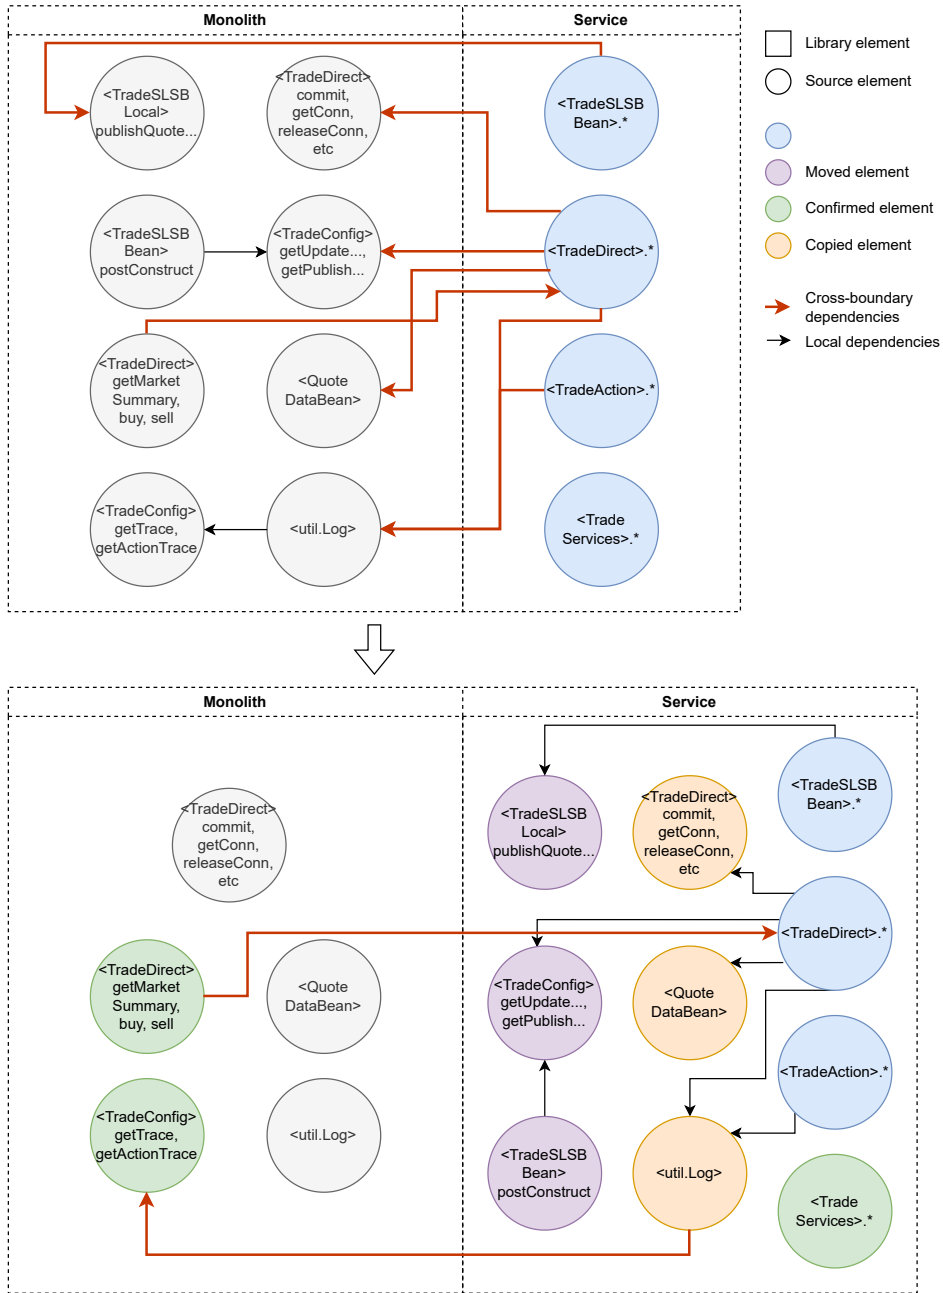 Monolith
Service
<TradeSLSB
Local>
publishQuote...
<TradeDirect>
commit,
getConn,
releaseConn,
etc
<TradeSLSB
Bean>.*
<TradeSLSB
Bean>
postConstruct
<TradeConfig>
getUpdate...,
getPublish...
<TradeDirect>.*
<TradeDirect>
getMarket
Summary,
buy, sell
<Quote
DataBean>
<TradeAction>.*
<TradeConfig>
getTrace,
getActionTrace
<util.Log>
<Trade
Services>.*
Library element
Source element
Moved element
Confirmed element
Copied element
Cross-boundary
dependencies
Local dependencies
Monolith
Service
<TradeDirect>
commit,
getConn,
releaseConn,
etc
<TradeDirect>
getMarket
Summary,
buy, sell
<Quote
DataBean>
<TradeConfig>
getTrace,
getActionTrace
<util.Log>
<TradeSLSB
Local>
publishQuote...
<TradeDirect>
commit,
getConn,
releaseConn,
etc
<TradeSLSB
Bean>.*
<TradeDirect>.*
<TradeConfig>
getUpdate...,
getPublish...
<Quote
DataBean>
<TradeAction>.*
<TradeSLSB
Bean>
postConstruct
<util.Log>
<Trade
Services>.*